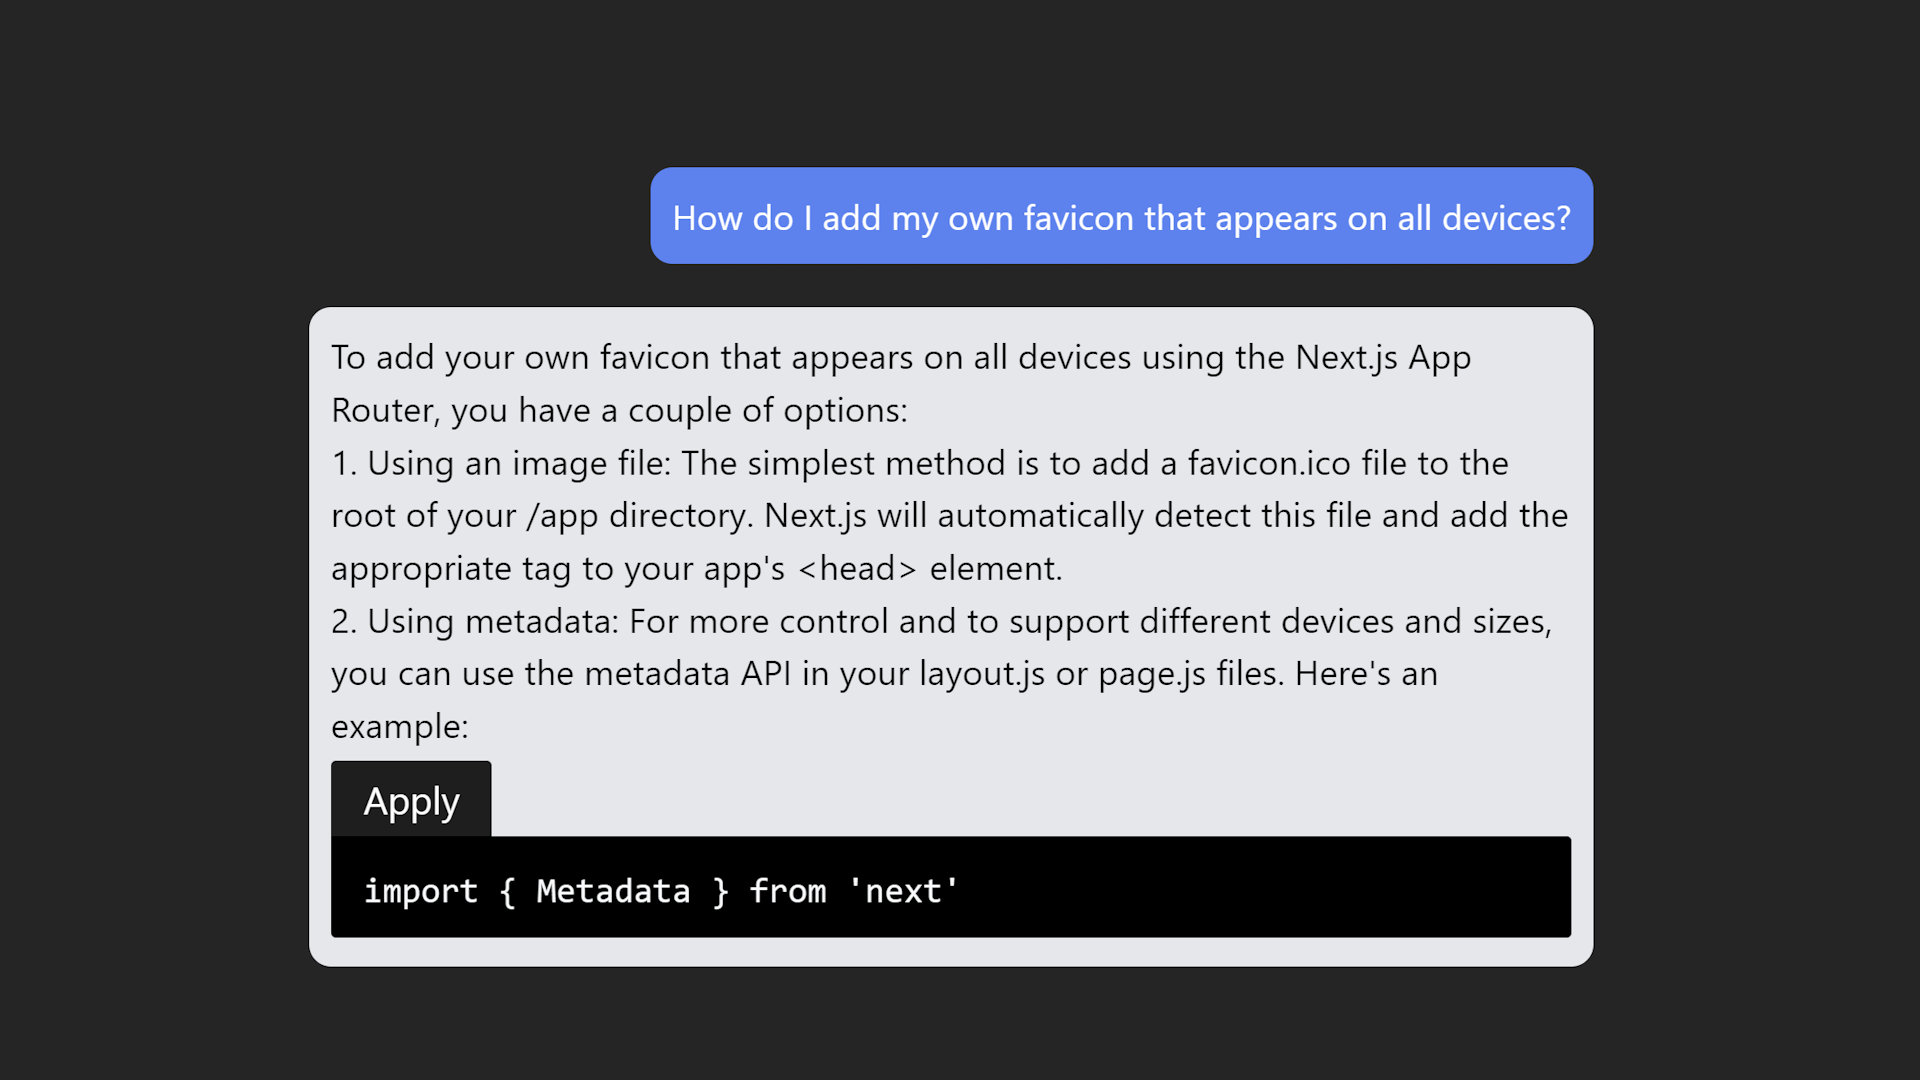 How do I add my own favicon that appears on all devices?
To add your own favicon that appears on all devices using the Next.js App
Router, you have a couple of options:
1. Using an image file: The simplest method is to add a favicon.ico file to the
root of your /app directory. Next.js will automatically detect this file and add the
appropriate tag to your app's <head> element.
2. Using metadata: For more control and to support different devices and sizes,
you can use the metadata API in your layout.js or page.js files. Here's an
example:
Apply
import { Metadata } from 'next'